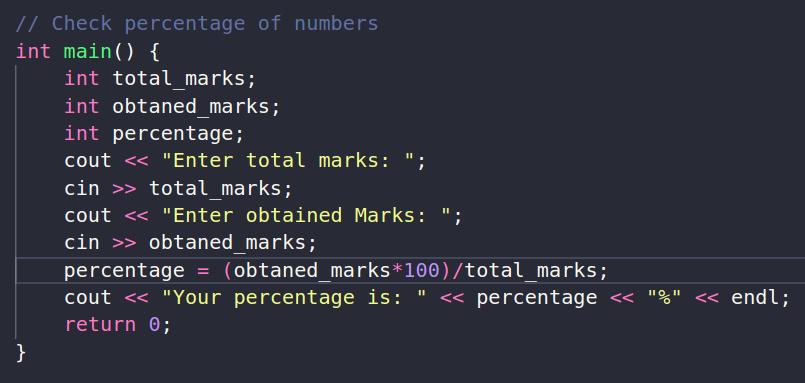 // Check percentage of numbers
int main() {
    int total_marks;
    int obtaned_marks;
    int percentage;
    cout << "Enter total marks: ";
    cin >> total_marks;
    cout << "Enter obtained Marks: ";
    cin >> obtaned_marks;
    percentage = (obtaned_marks*100)/total_marks;
    cout << "Your percentage is: " << percentage << "%" << endl;
    return 0;
}